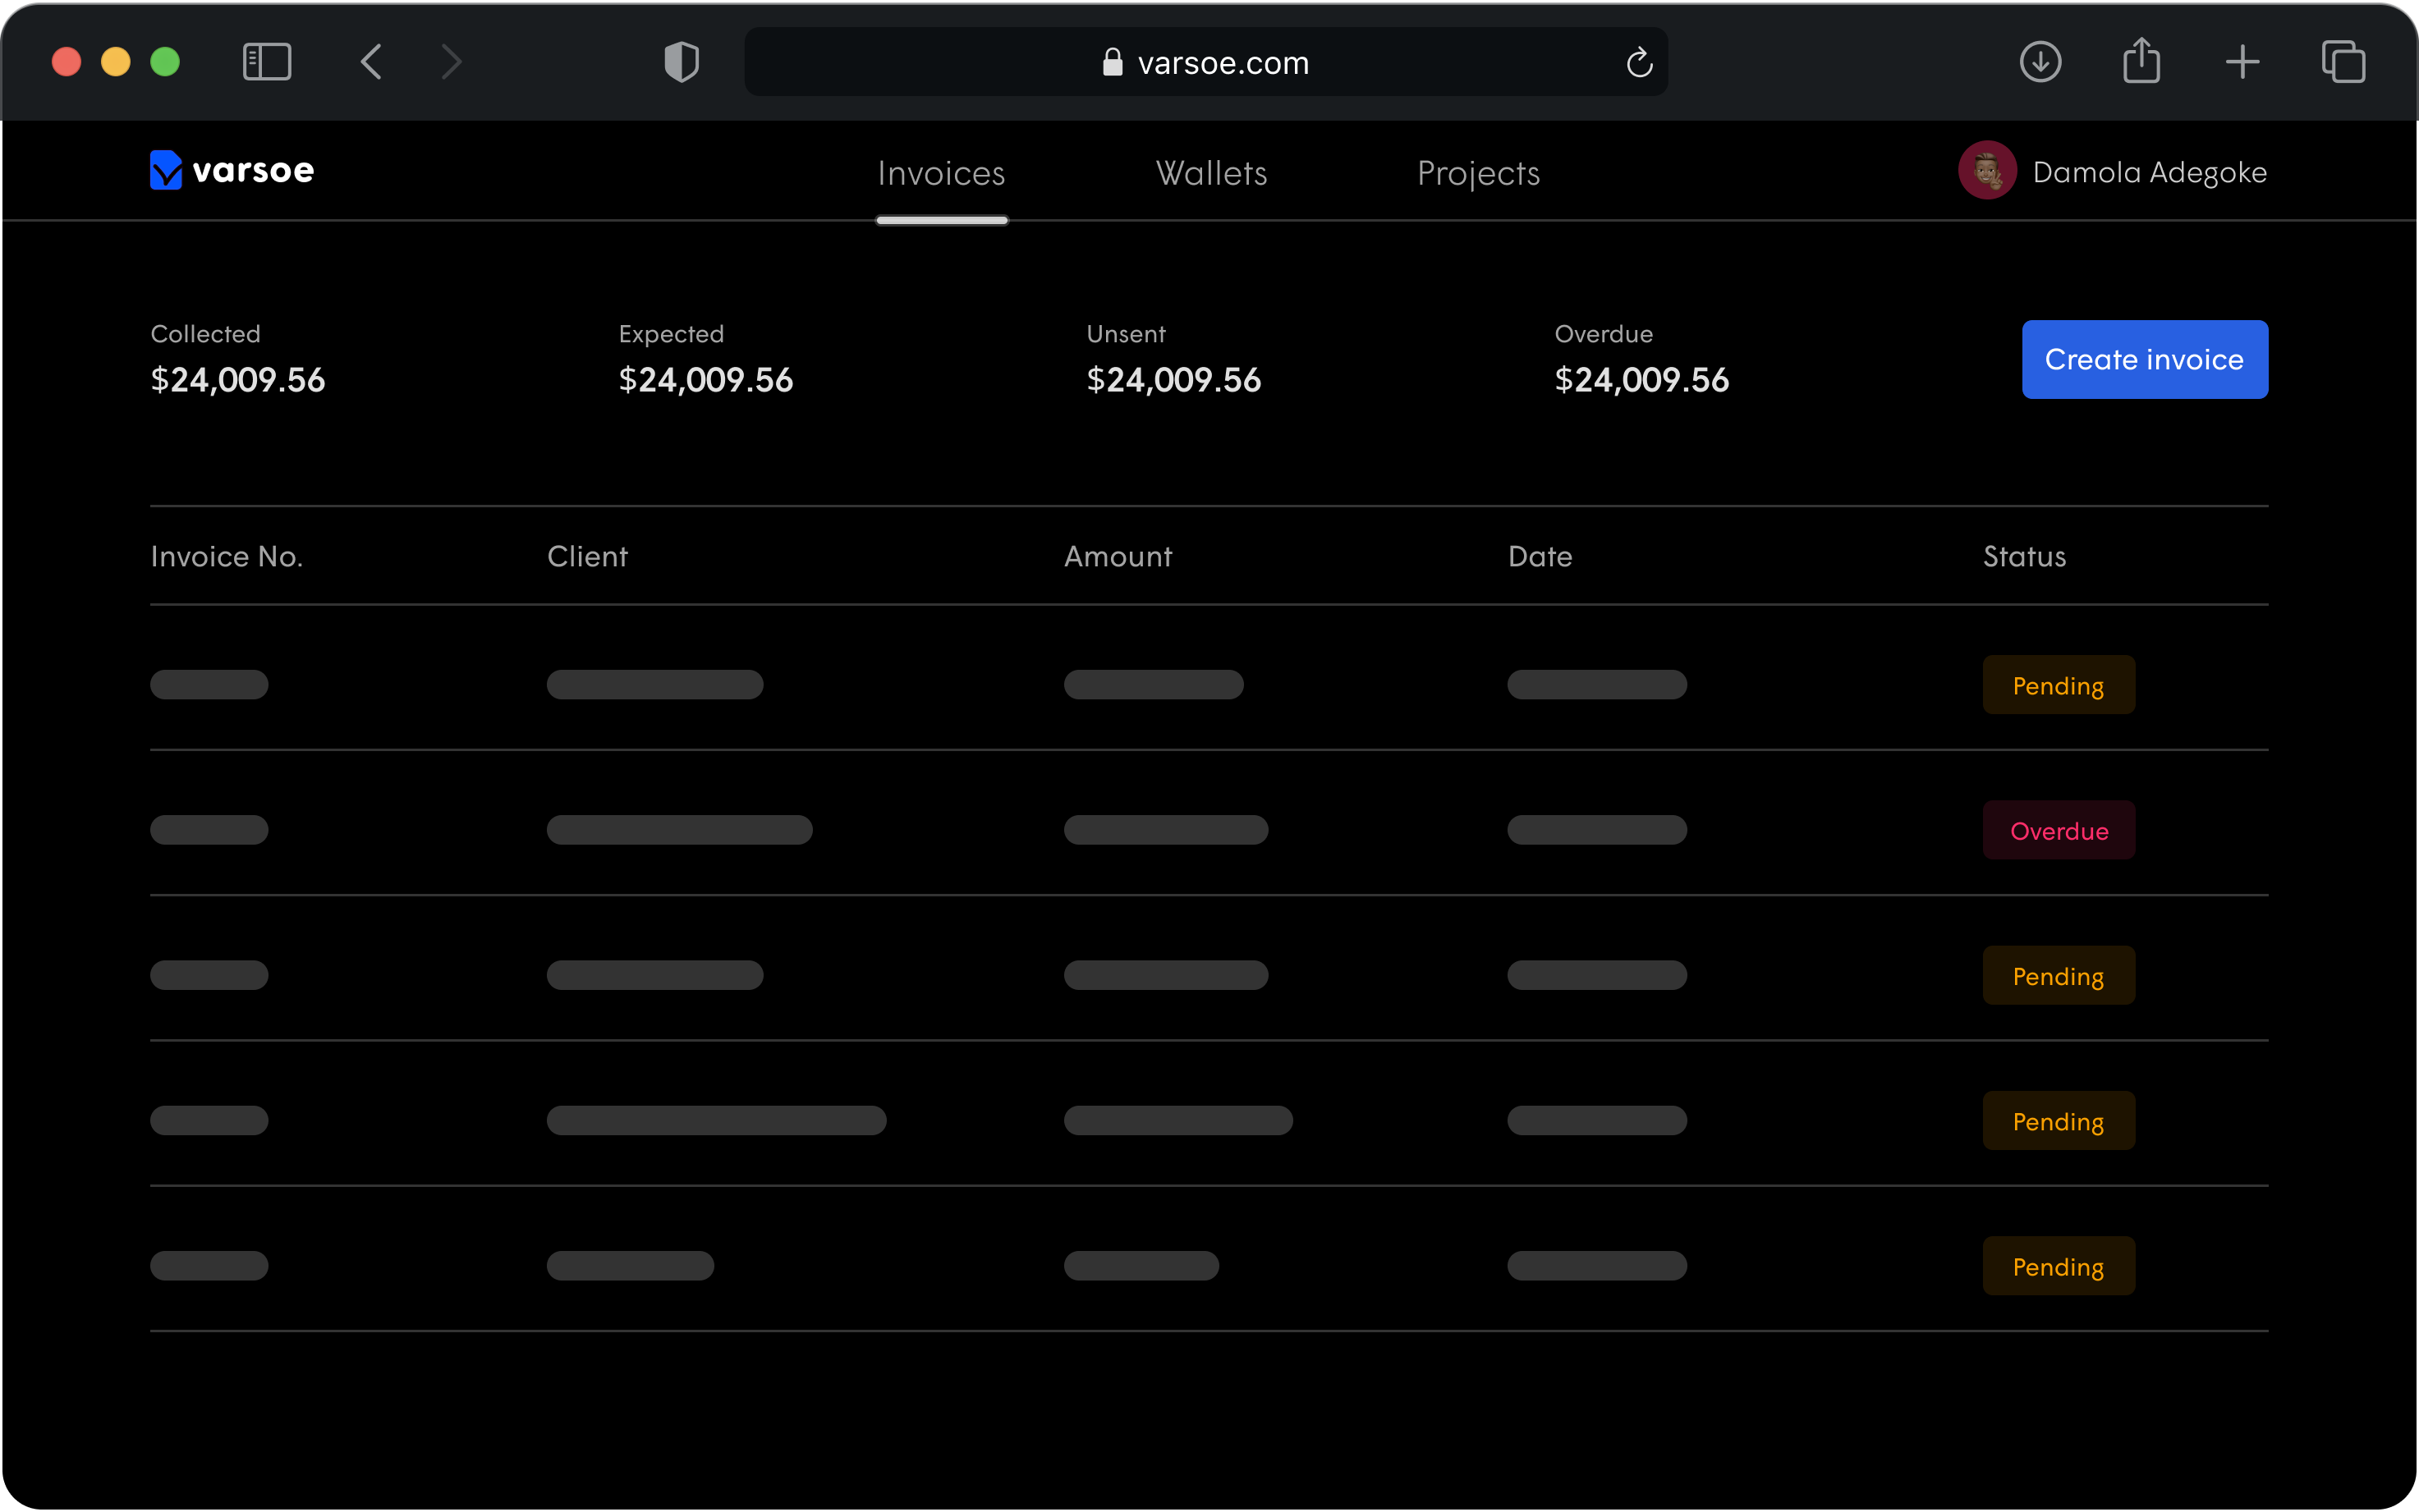 varsoe.com
varsoe
Invoices Wallets Projects
Damola Adegoke
Collected Expected Unsent Overdue
$24,009.56 $24,009.56 $24,009.56 $24,009.56
Create invoice
Invoice No. Client Amount Date Status
Pending
Overdue
Pending
Pending
Pending